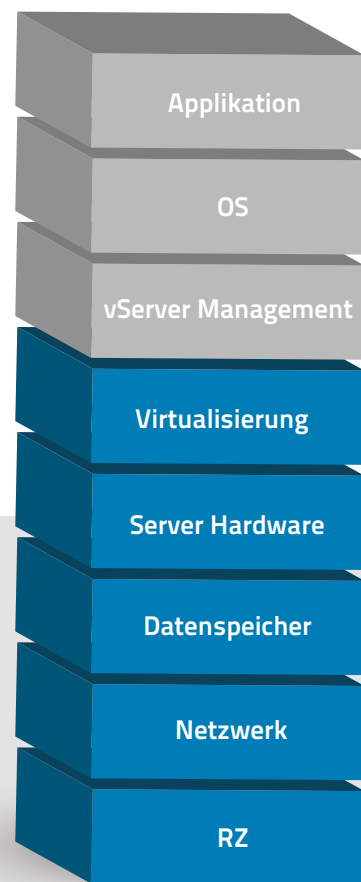 Applikation
OS
vServer Management
Virtualisierung
Server Hardware
Datenspeicher
Netzwerk
RZ